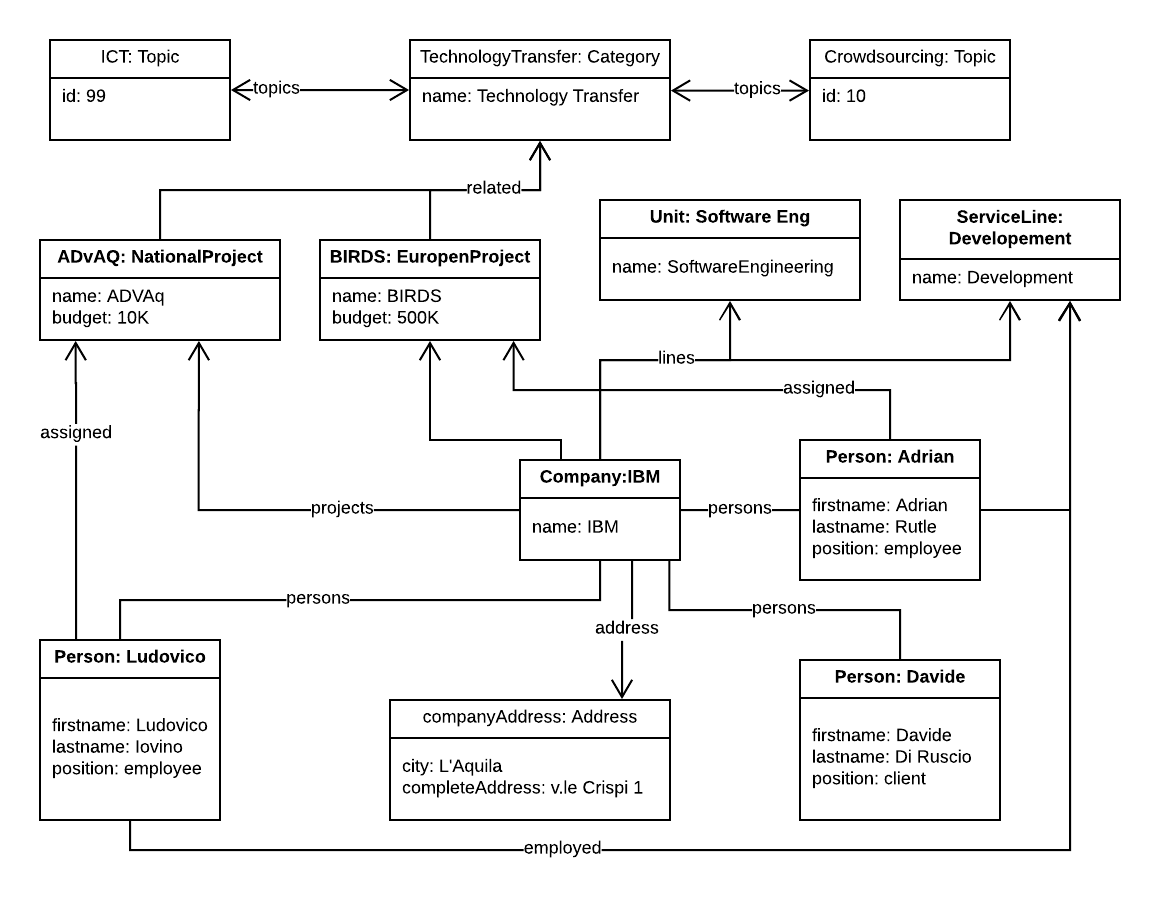 ICT: Topic
id: 99
topics
TechnologyTransfer: Category
name: Technology Transfer
topics
Crowdsourcing: Topic
id: 10
related
ADvAQ: NationalProject
name: ADVAq
budget: 10K
BIRDS: EuropenProject
name: BIRDS
budget: 500K
Unit: Software Eng
name: SoftwareEngineering
ServiceLine:
Developement
name: Development
lines
assigned
assigned
Company:IBM
name: IBM
projects
persons
Person: Adrian
firstname: Adrian
lastname: Rutle
position: employee
persons
address
persons
Person: Ludovico
firstname: Ludovico
lastname: Iovino
position: employee
companyAddress: Address
city: L'Aquila
completeAddress: v.le Crispi 1
Person: Davide
firstname: Davide
lastname: Di Ruscio
position: client
employed